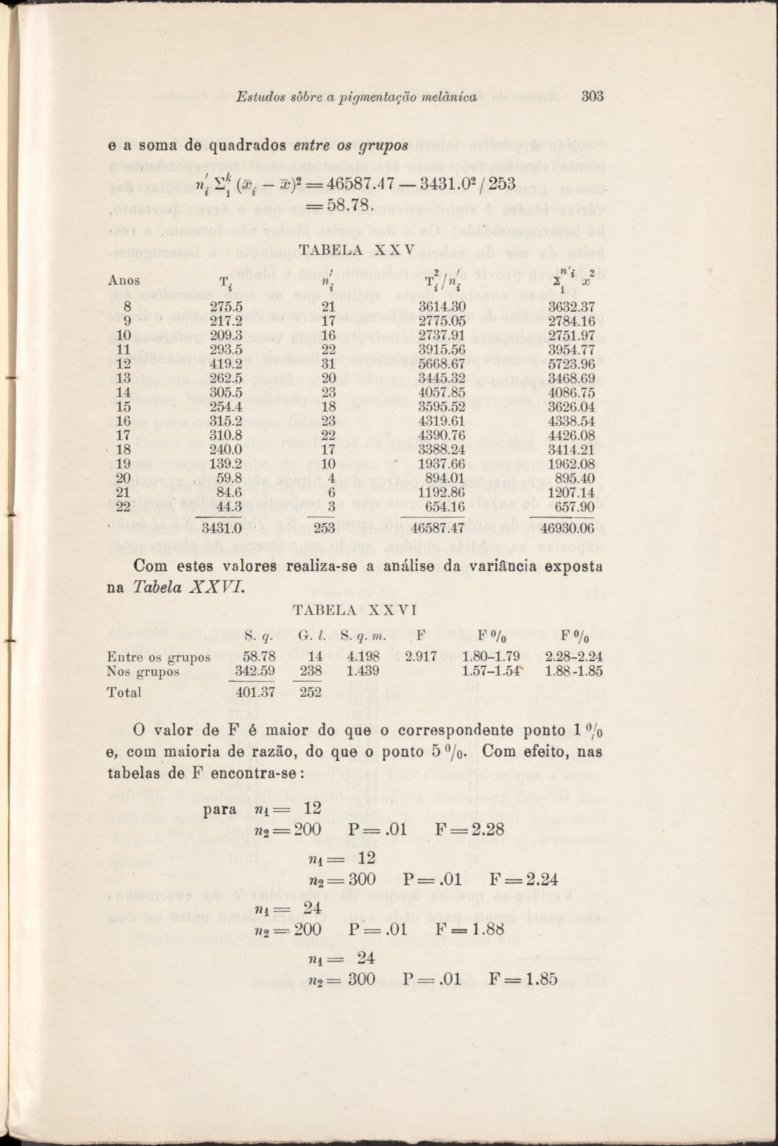 Estudos sôbre a pigmentação melânica 303
e a soma de quadrados entre os grupos
n′i Σ1k (x̄i − x̄)² = 46587.47 — 3431.0² / 253
= 58.78.
TABELA XXV
Anos Ti n′i Ti²/n′i Σ1n′i x²
8 275.5 21 3614.30 3632.37
9 217.2 17 2775.05 2784.16
10 209.3 16 2737.91 2751.97
11 293.5 22 3915.56 3954.77
12 419.2 31 5668.67 5723.96
13 262.5 20 3445.32 3468.69
14 305.5 23 4057.85 4086.75
15 254.4 18 3595.52 3626.04
16 315.2 23 4319.61 4338.54
17 310.8 22 4390.76 4426.08
18 240.0 17 3388.24 3414.21
19 139.2 10 1937.66 1962.08
20 59.8 4 894.01 895.40
21 84.6 6 1192.86 1207.14
22 44.3 3 654.16 657.90
3431.0 253 46587.47 46930.06
Com estes valores realiza-se a análise da variância exposta
na Tabela XXVI.
TABELA XXVI
S. q. G. l. S. q. m. F F % F %
Entre os grupos 58.78 14 4.198 2.917 1.80-1.79 2.28-2.24
Nos grupos 342.59 238 1.439 1.57-1.54 1.88-1.85
Total 401.37 252
O valor de F é maior do que o correspondente ponto 1 %
e, com maioria de razão, do que o ponto 5 %. Com efeito, nas
tabelas de F encontra-se:
para n1 = 12
n2 = 200 P = .01 F = 2.28
n1 = 12
n2 = 300 P = .01 F = 2.24
n1 = 24
n2 = 200 P = .01 F = 1.88
n1 = 24
n2 = 300 P = .01 F = 1.85